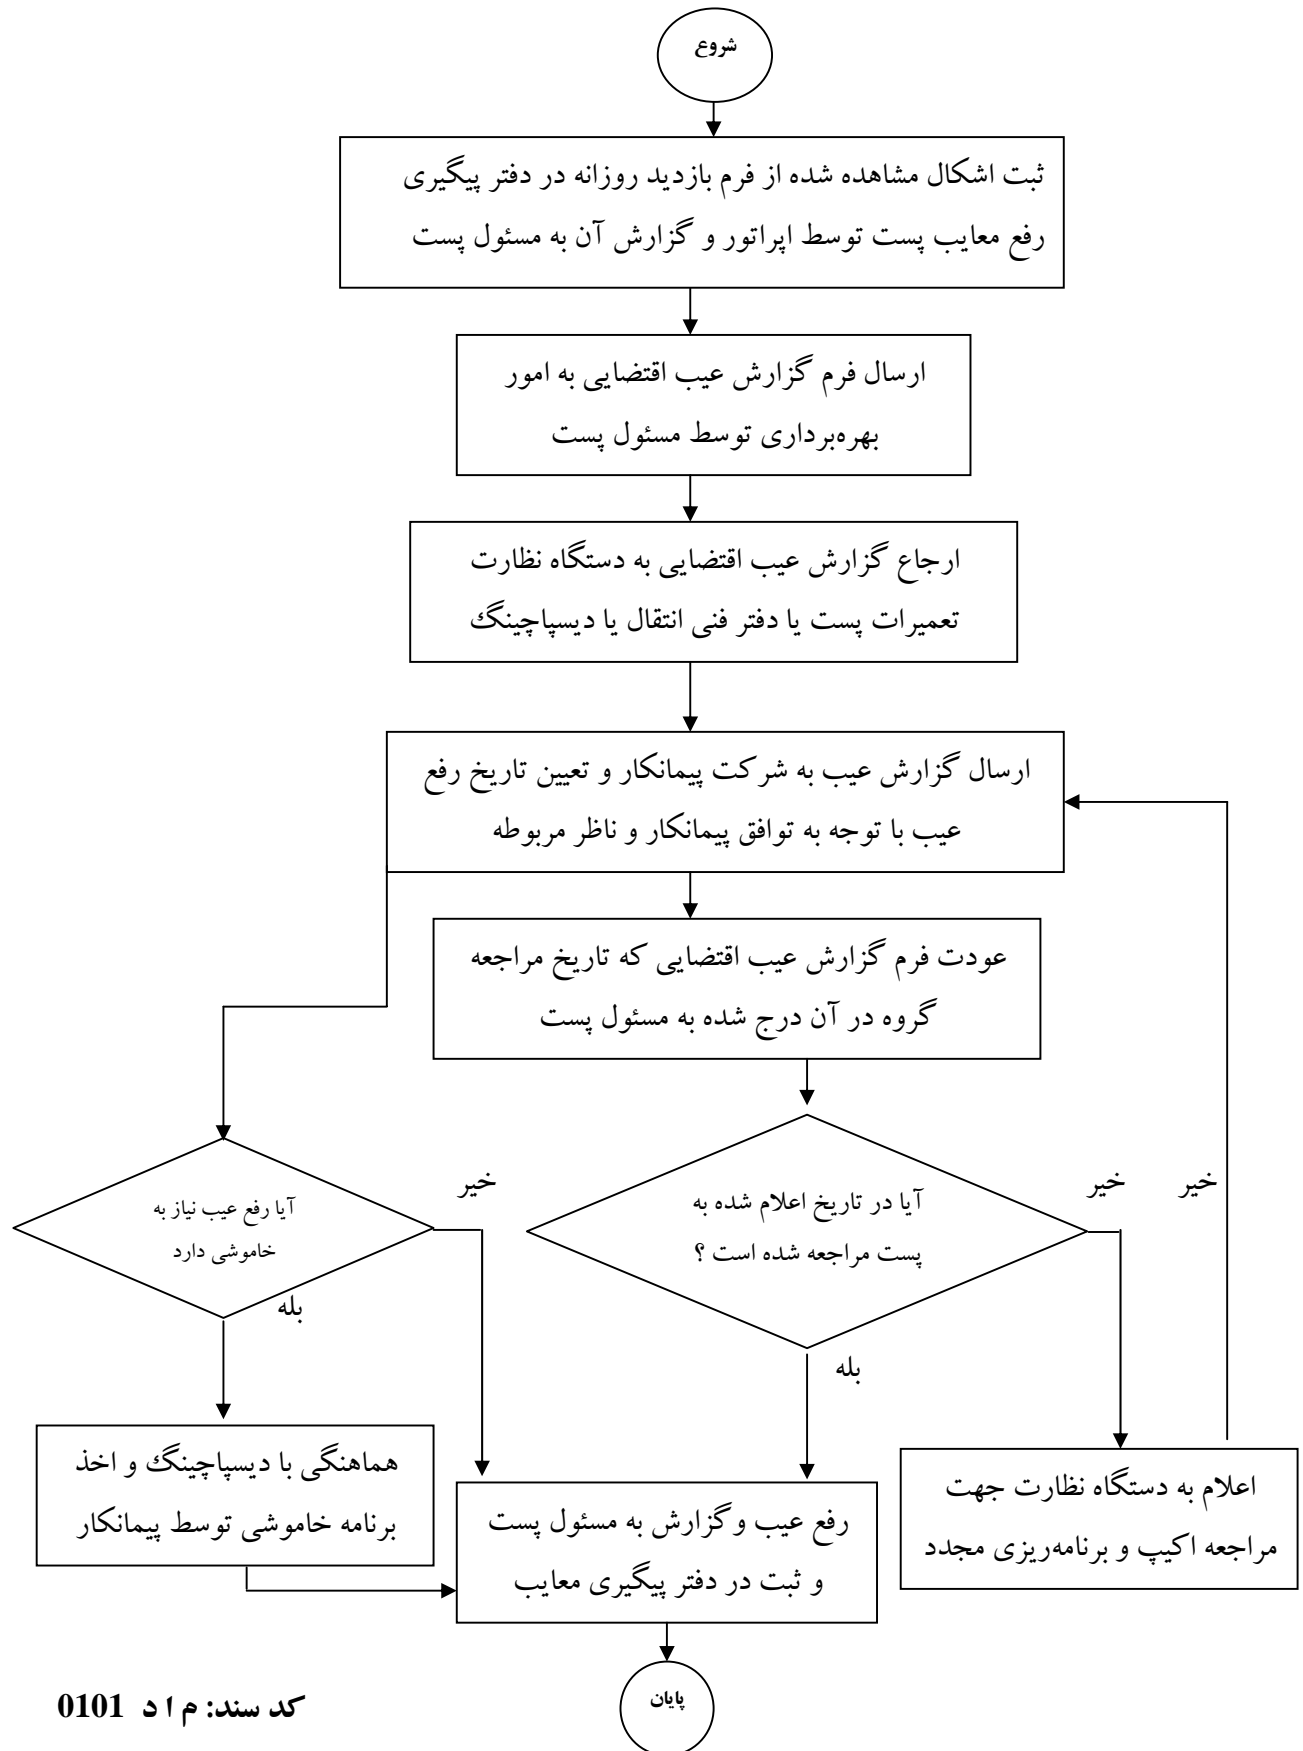 شروع
ثبت اشکال مشاهده شده از فرم بازدید روزانه در دفتر پیگیری
رفع معایب پست توسط اپراتور و گزارش آن به مسئول پست
ارسال فرم گزارش عیب اقتضایی به امور
بهره‌برداری توسط مسئول پست
ارجاع گزارش عیب اقتضایی به دستگاه نظارت
تعمیرات پست یا دفتر فنی انتقال یا دیسپاچینگ
ارسال گزارش عیب به شرکت پیمانکار و تعیین تاریخ رفع
عیب با توجه به توافق پیمانکار و ناظر مربوطه
عودت فرم گزارش عیب اقتضایی که تاریخ مراجعه
گروه در آن درج شده به مسئول پست
خیر
خیر
آیا در تاریخ اعلام شده به
پست مراجعه شده است ؟
بله
خیر
آیا رفع عیب نیاز به
خاموشی دارد
بله
اعلام به دستگاه نظارت جهت
مراجعه اکیپ و برنامه‌ریزی مجدد
رفع عیب وگزارش به مسئول پست
و ثبت در دفتر پیگیری معایب
هماهنگی با دیسپاچینگ و اخذ
برنامه خاموشی توسط پیمانکار
پایان
کد سند: م ا د 0101